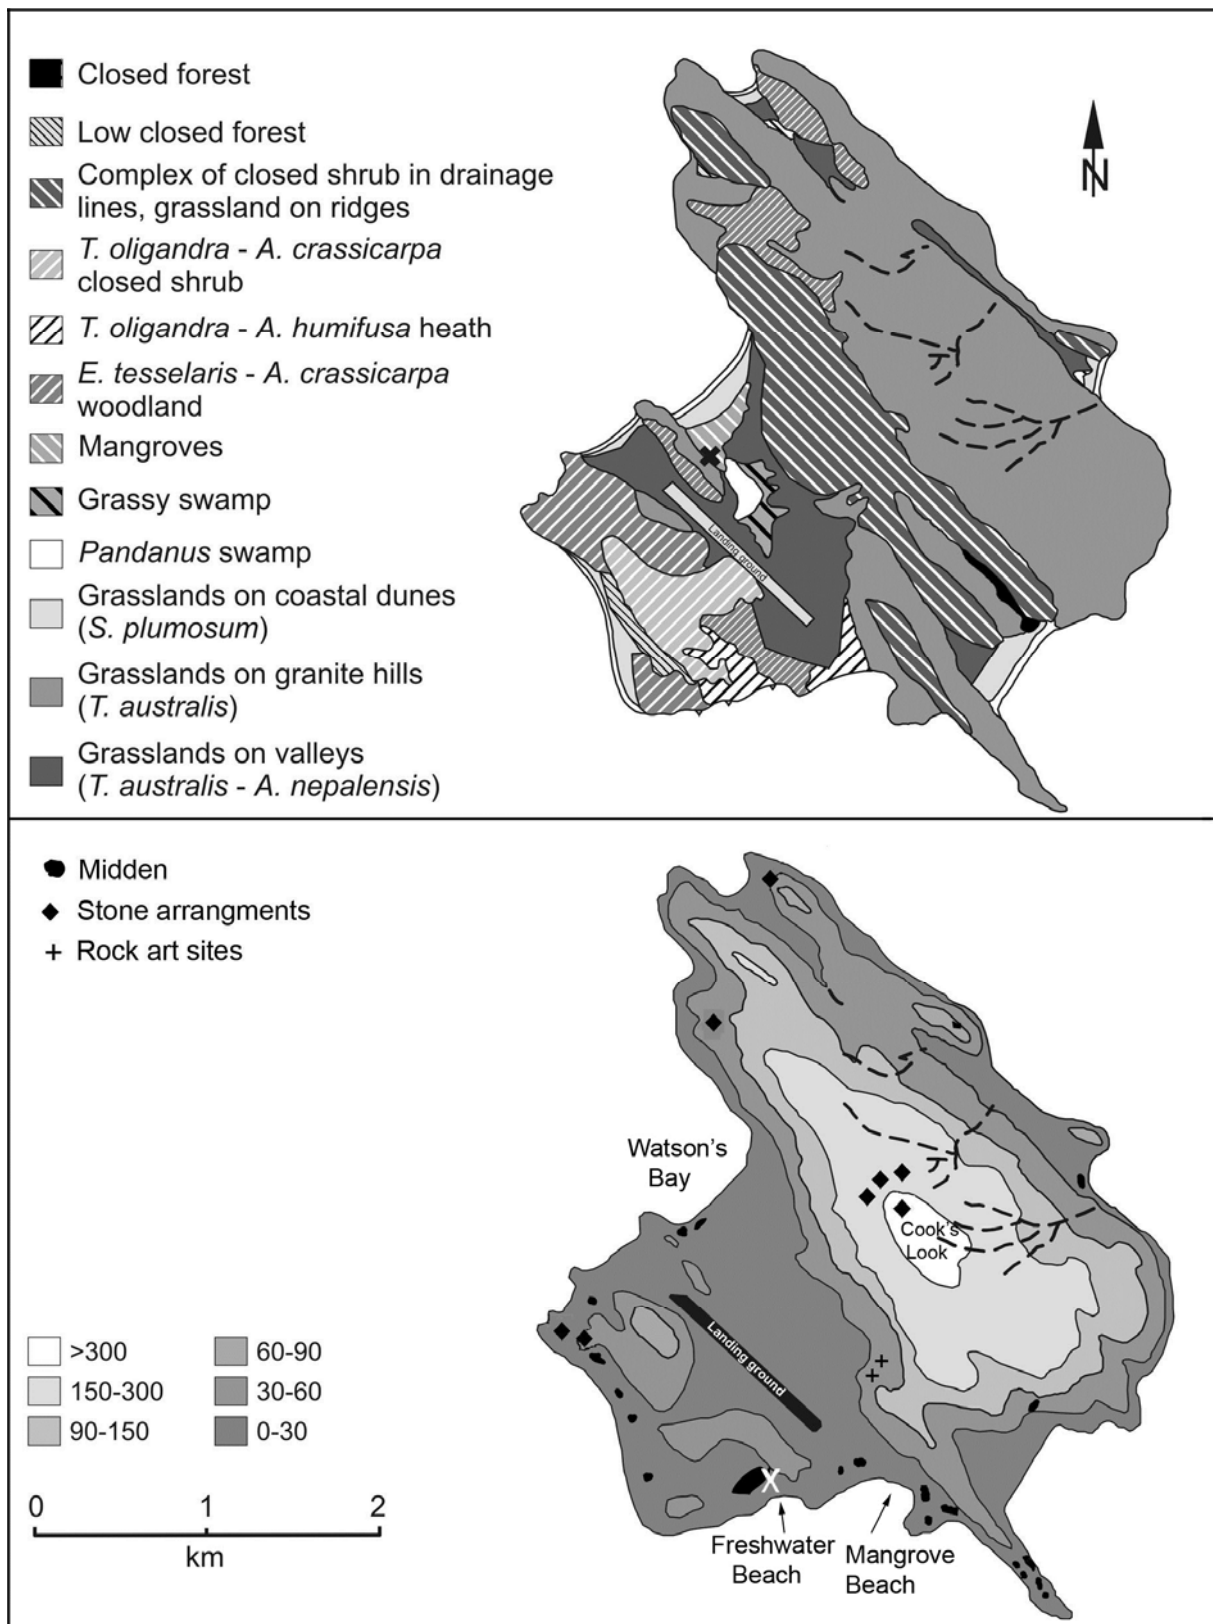 Closed forest
Low closed forest
Complex of closed shrub in drainage
lines, grassland on ridges
T. oligandra - A. crassicarpa
closed shrub
T. oligandra - A. humifusa heath
E. tesselaris - A. crassicarpa
woodland
Mangroves
Grassy swamp
Pandanus swamp
Grasslands on coastal dunes
(S. plumosum)
Grasslands on granite hills
(T. australis)
Grasslands on valleys
(T. australis - A. nepalensis)
N
Landing ground
Midden
Stone arrangments
Rock art sites
Watson's
Bay
Cook's
Look
Landing ground
>300
60-90
150-300
30-60
90-150
0-30
0 1 2
km
X
Freshwater
Beach
Mangrove
Beach